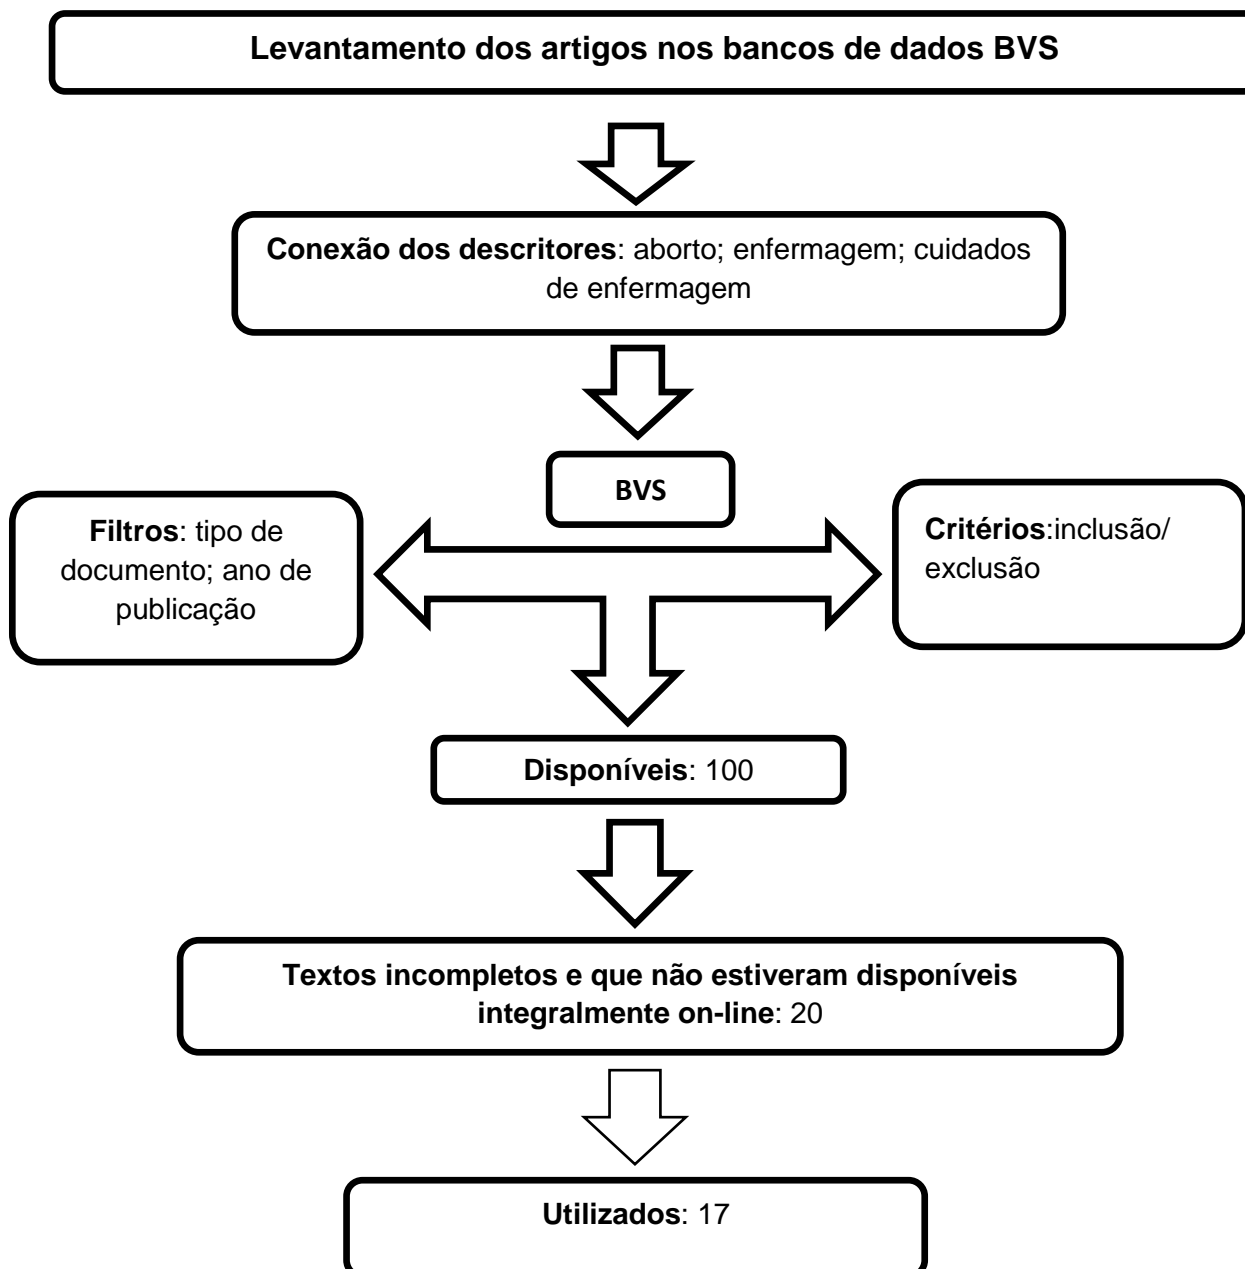 Levantamento dos artigos nos bancos de dados BVS
Conexão dos descritores: aborto; enfermagem; cuidados
de enfermagem
BVS
Filtros: tipo de
documento; ano de
publicação
Critérios:inclusão/
exclusão
Disponíveis: 100
Textos incompletos e que não estiveram disponíveis
integralmente on-line: 20
Utilizados: 17